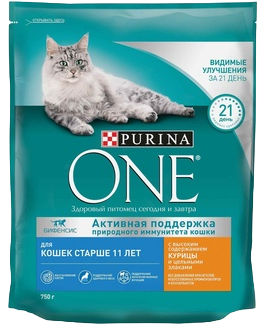 ВИДИМЫЕ
УЛУЧШЕНИЯ
ЗА 21 ДЕНЬ
21
ДЕНЬ
PURINA
ONE
Здоровый питомец сегодня и завтра
БИФЕНСИС
Активная поддержка
природного иммунитета кошки
ДЛЯ
КОШЕК СТАРШЕ 11 ЛЕТ
С ВЫСОКИМ
СОДЕРЖАНИЕМ
КУРИЦЫ
И ЦЕЛЬНЫМИ
ЗЛАКАМИ
750 г